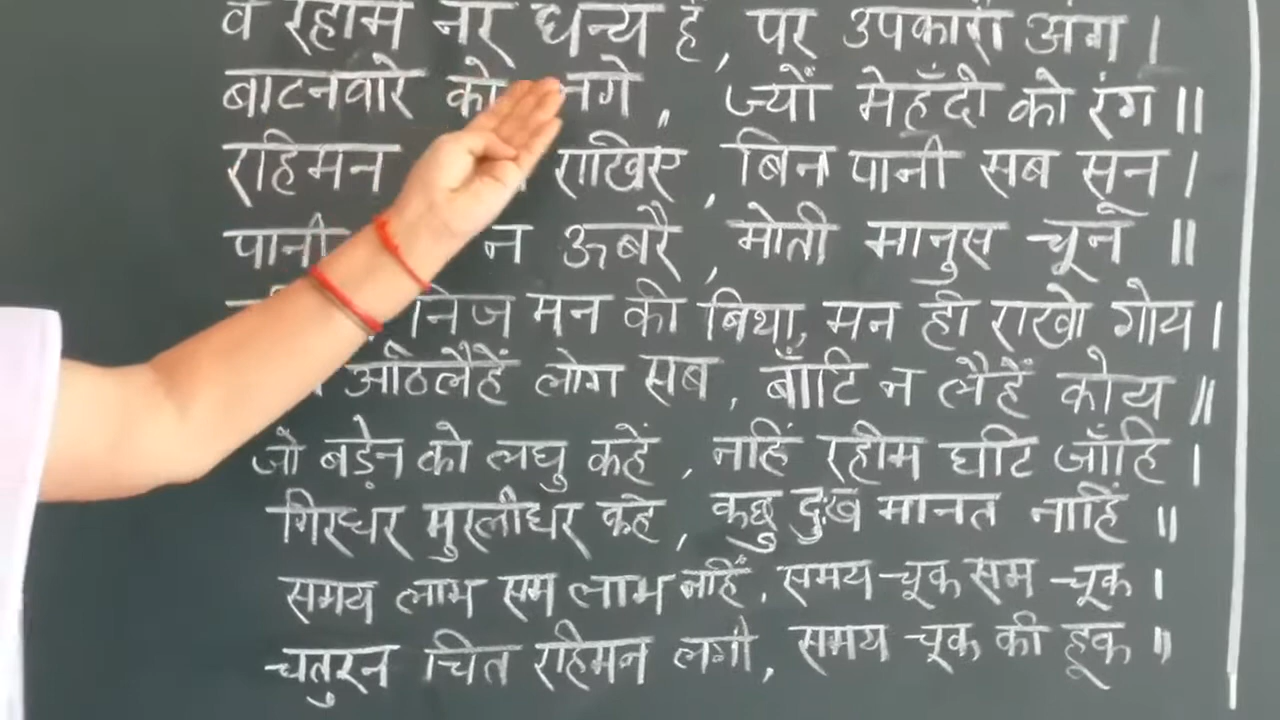 वे रहीम नर धन्य हैं, पर उपकारी अंग ।
बाटनवारे को लगे, ज्यों मेहँदी को रंग ॥
रहिमन राखिए, बिन पानी सब सून ।
पानी न ऊबरै, मोती मानुस चून ॥
निज मन की बिथा, मन ही राखो गोय ।
अठिलैहैं लोग सब, बाँटि न लैहैं कोय ॥
जो बड़ेन को लघु कहें, नहिं रहीम घटि जाँहि ।
गिरधर मुरलीधर कहे, कछु दुःख मानत नाहिं ॥
समय लाभ सम लाभ नहिं, समय चूक सम चूक ।
चतुरन चित रहिमन लगी, समय चूक की हूक ॥